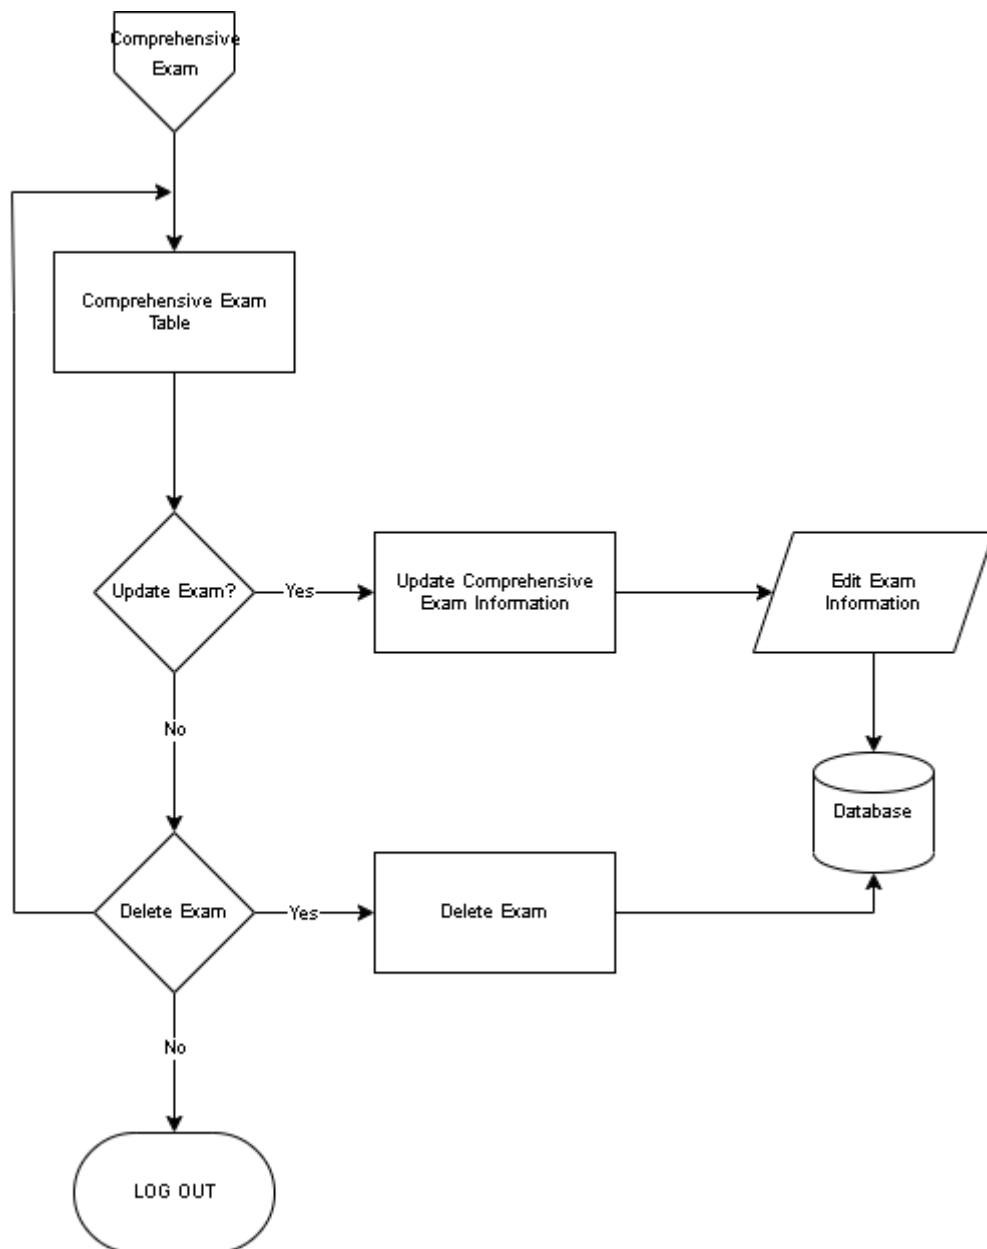 Comprehensive
Exam
Comprehensive Exam
Table
Update Exam?
Yes
Update Comprehensive
Exam Information
Edit Exam
Information
No
Database
Delete Exam
Yes
Delete Exam
No
LOG OUT